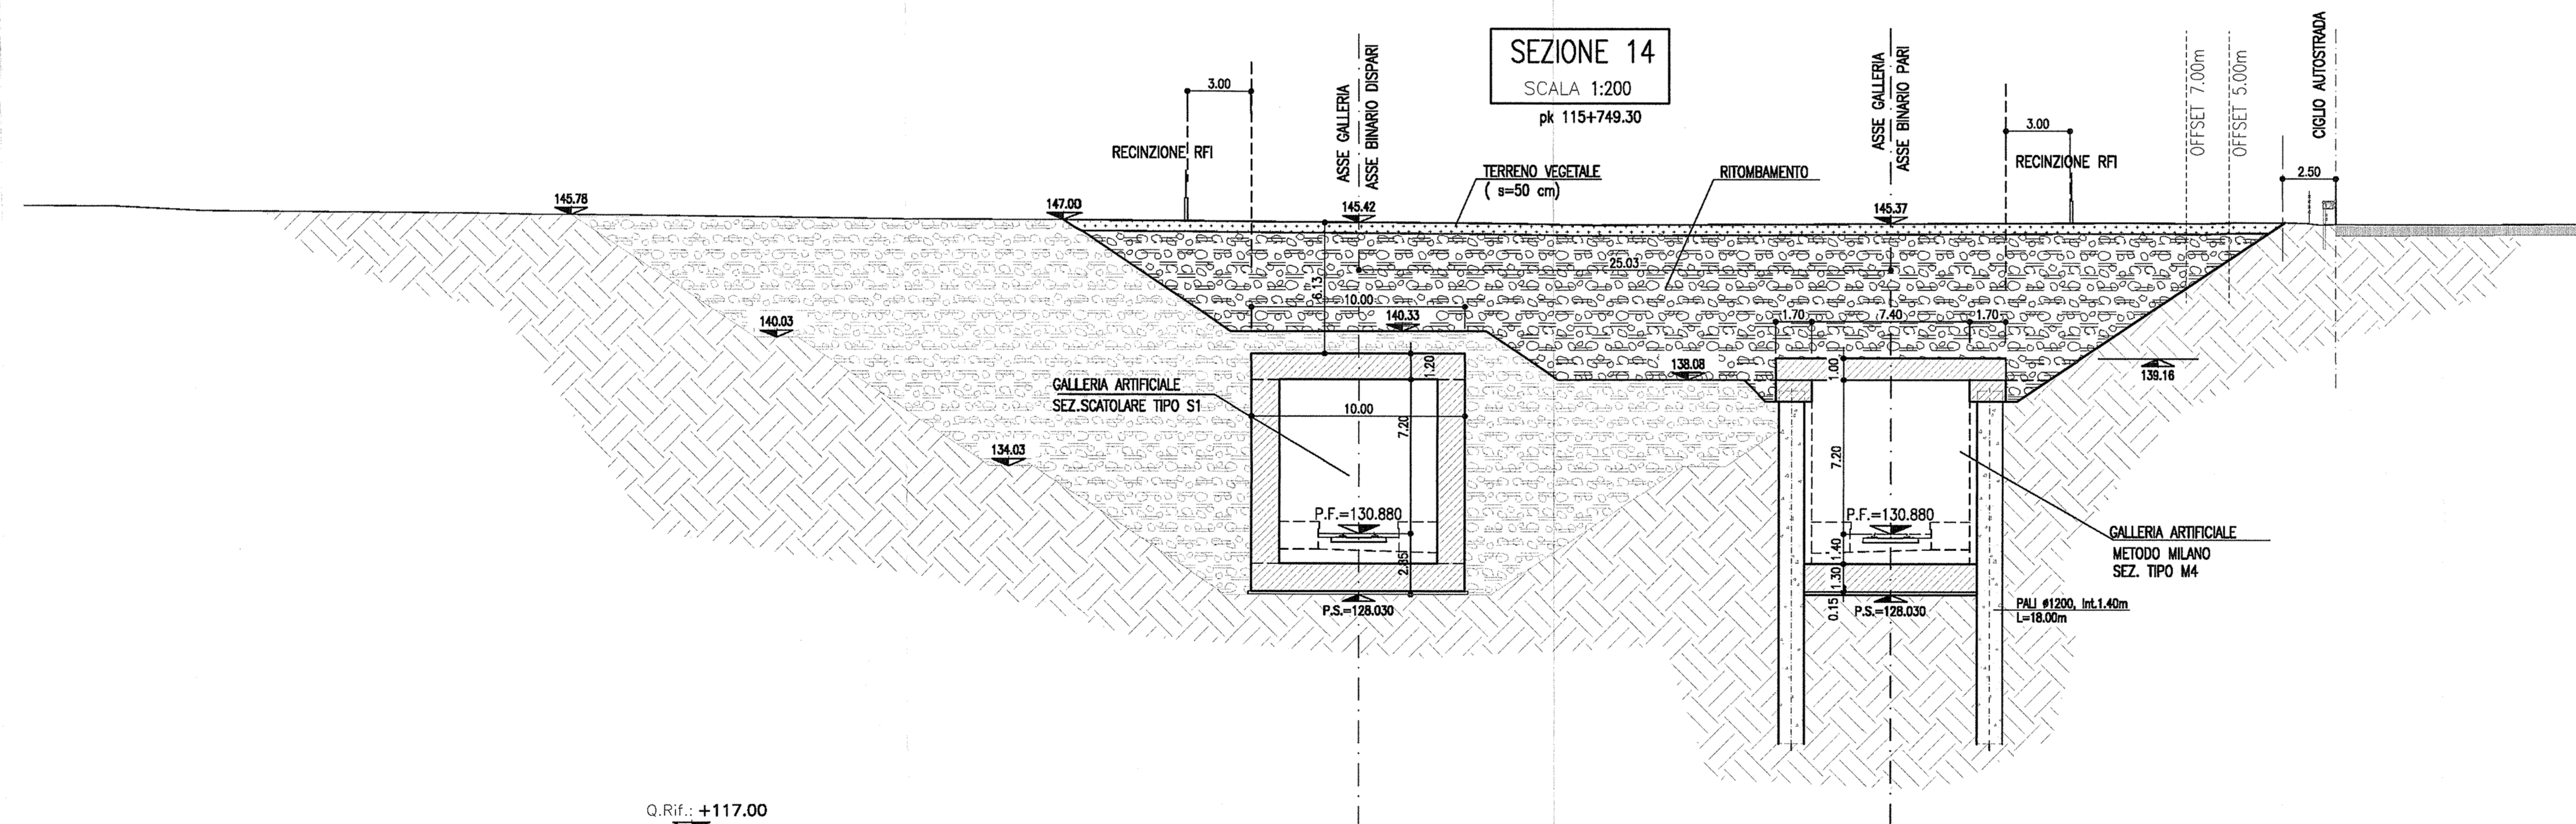 SEZIONE 14
SCALA 1:200
pk 115+749.30
3.00
RECINZIONE RFI
ASSE GALLERIA
ASSE BINARIO DISPARI
TERRENO VEGETALE
( s=50 cm)
RITOMBAMENTO
ASSE GALLERIA
ASSE BINARIO PARI
3.00
RECINZIONE RFI
OFFSET 7.00m
OFFSET 5.00m
CIGLIO AUTOSTRADA
2.50
145.78
147.00
145.42
145.37
25.03
6.13
10.00
140.03
140.33
1.70
7.40
1.70
138.08
139.16
1.20
1.00
GALLERIA ARTIFICIALE
SEZ.SCATOLARE TIPO S1
10.00
7.20
134.03
7.20
P.F.=130.880
P.F.=130.880
2.85
1.40
1.30
0.15
GALLERIA ARTIFICIALE
METODO MILANO
SEZ. TIPO M4
P.S.=128.030
P.S.=128.030
PALI ø1200, Int.1.40m
L=18.00m
Q.Rif.: +117.00